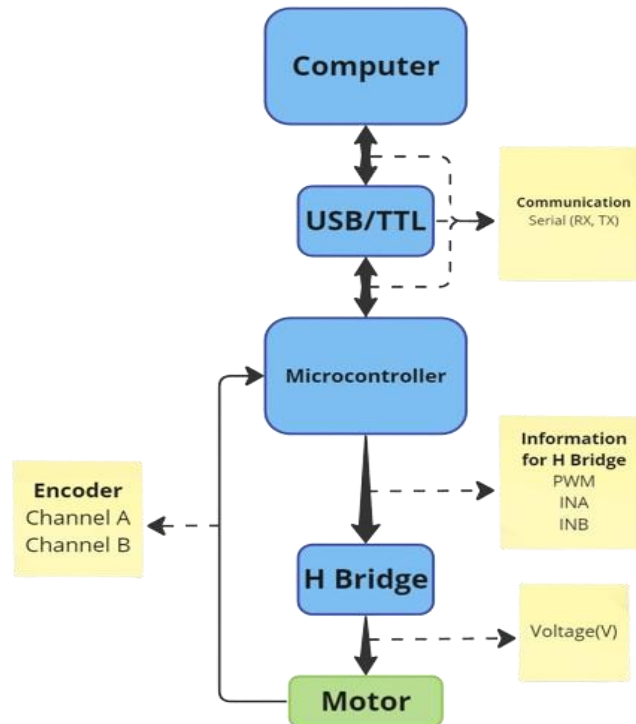 Computer
USB/TTL
Communication
Serial (RX, TX)
Microcontroller
Information
for H Bridge
PWM
INA
INB
Encoder
Channel A
Channel B
H Bridge
Voltage(V)
Motor